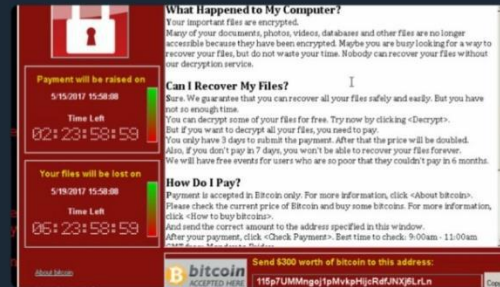 What Happened to My Computer?
Your important files are encrypted.
Many of your documents, photos, videos, databases and other files are no longer
accessible because they have been encrypted. Maybe you are busy looking for a way to
recover your files, but do not waste your time. Nobody can recover your files without
our decryption service.
Can I Recover My Files?
Sure. We guarantee that you can recover all your files safely and easily. But you have
not so enough time.
You can decrypt some of your files for free. Try now by clicking <Decrypt>.
But if you want to decrypt all your files, you need to pay.
You only have 3 days to submit the payment. After that the price will be doubled.
Also, if you don't pay in 7 days, you won't be able to recover your files forever.
We will have free events for users who are so poor that they couldn't pay in 6 months.
How Do I Pay?
Payment is accepted in Bitcoin only. For more information, click <About bitcoin>.
Please check the current price of Bitcoin and buy some bitcoins. For more information,
click <How to buy bitcoins>.
And send the correct amount to the address specified in this window.
After your payment, click <Check Payment>. Best time to check: 9:00am - 11:00am
Payment will be raised on
5/15/2017 15:58:08
Time Left
02:23:58:59
Your files will be lost on
5/19/2017 15:58:08
Time Left
06:23:58:59
About bitcoin
bitcoin
ACCEPTED HERE
Send $300 worth of bitcoin to this address:
115p7UMMngoj1pMvkpHijcRdfJNXj6LrLn